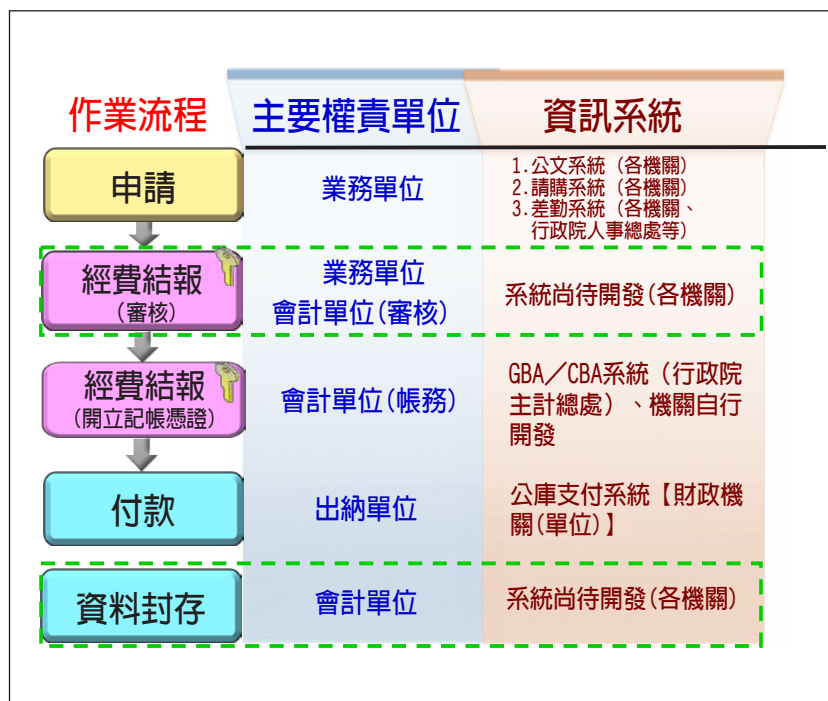 作業流程 主要權責單位 資訊系統
申請
業務單位
1.公文系統(各機關)
2.請購系統(各機關)
3.差勤系統(各機關、
行政院人事總處等)
經費結報
(審核)
業務單位
會計單位(審核)
系統尚待開發(各機關)
經費結報
(開立記帳憑證)
會計單位(帳務)
GBA/CBA系統(行政院
主計總處)、機關自行
開發
付款
出納單位
公庫支付系統【財政機
關(單位)】
資料封存
會計單位
系統尚待開發(各機關)